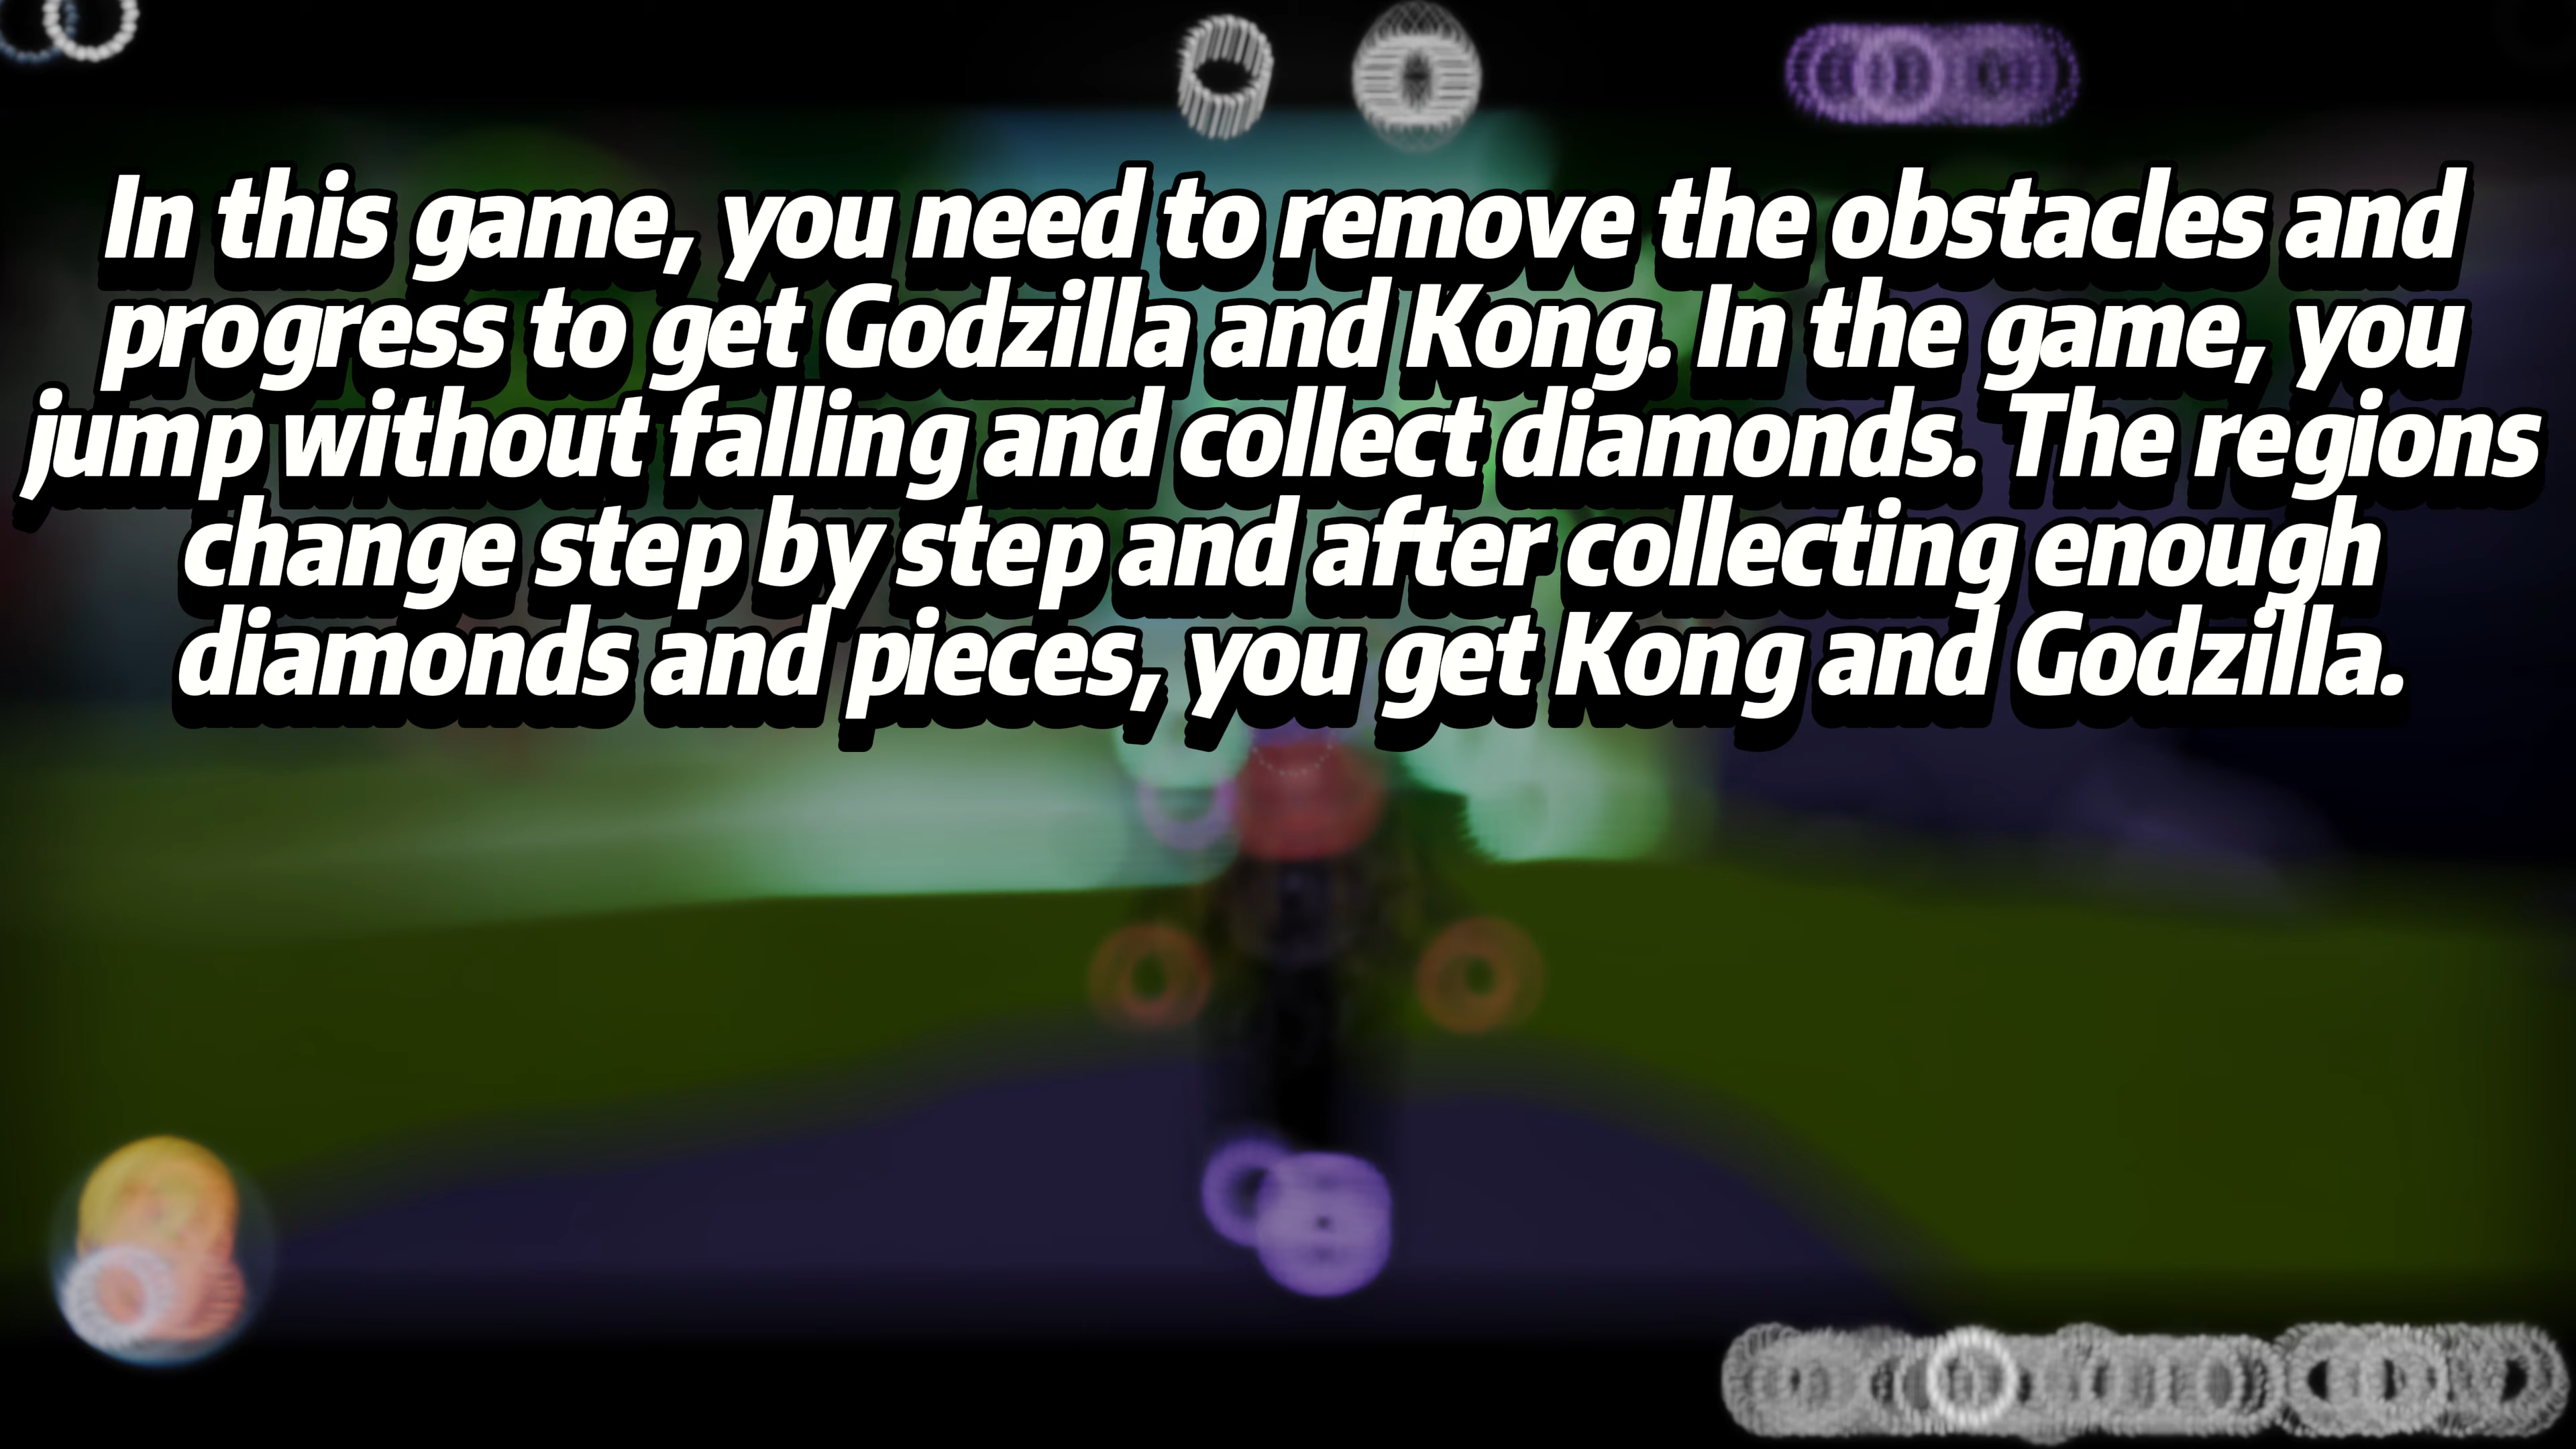 In this game, you need to remove the obstacles and
progress to get Godzilla and Kong. In the game, you
jump without falling and collect diamonds. The regions
change step by step and after collecting enough
diamonds and pieces, you get Kong and Godzilla.